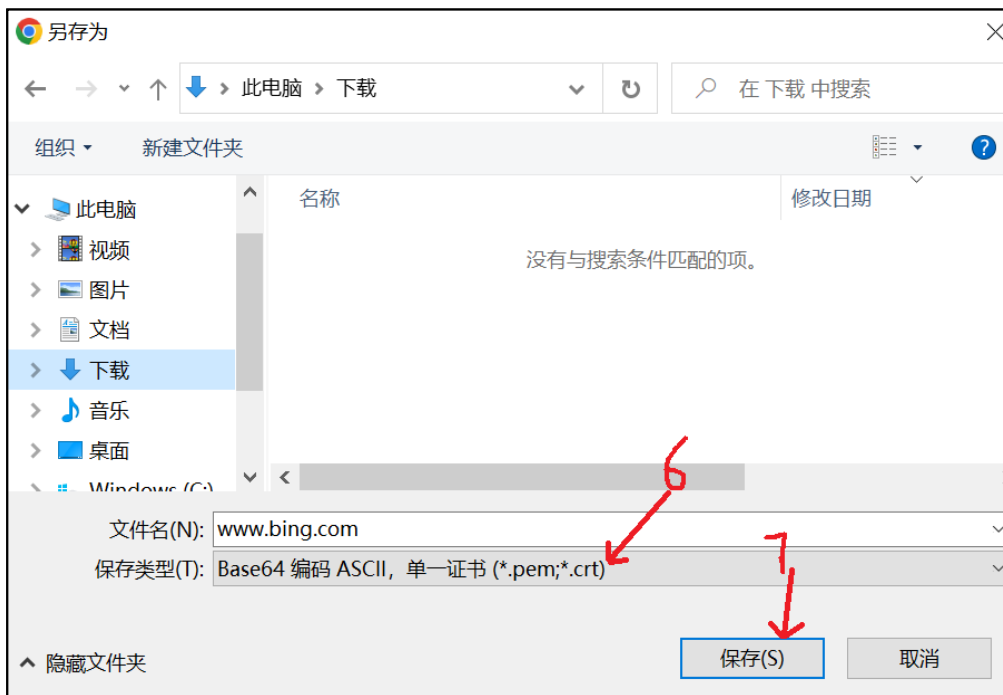 另存为
此电脑 下载
在 下载 中搜索
组织 新建文件夹
?
名称 修改日期
没有与搜索条件匹配的项。
此电脑
视频
图片
文档
下载
音乐
桌面
Windows (C:)
6
文件名(N): www.bing.com
7
保存类型(T): Base64 编码 ASCII，单一证书 (*.pem;*.crt)
隐藏文件夹 保存(S) 取消